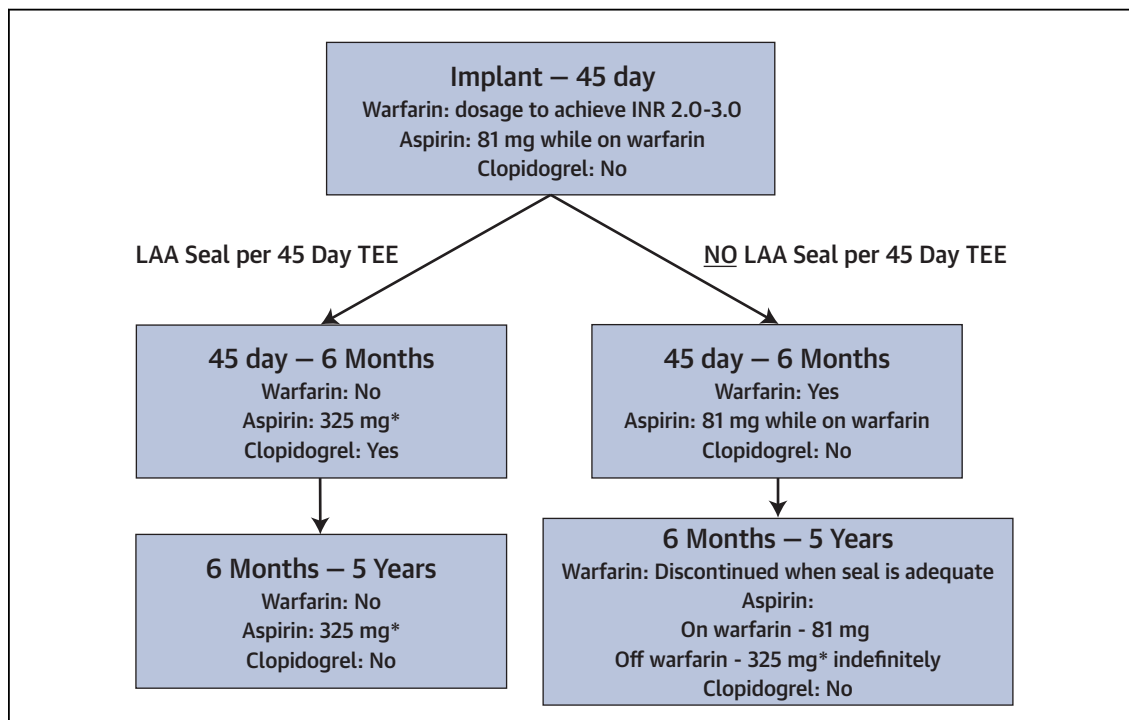 Implant – 45 day
Warfarin: dosage to achieve INR 2.0-3.0
Aspirin: 81 mg while on warfarin
Clopidogrel: No
LAA Seal per 45 Day TEE
NO LAA Seal per 45 Day TEE
45 day – 6 Months
Warfarin: No
Aspirin: 325 mg*
Clopidogrel: Yes
45 day – 6 Months
Warfarin: Yes
Aspirin: 81 mg while on warfarin
Clopidogrel: No
6 Months – 5 Years
Warfarin: No
Aspirin: 325 mg*
Clopidogrel: No
6 Months – 5 Years
Warfarin: Discontinued when seal is adequate
Aspirin:
On warfarin - 81 mg
Off warfarin - 325 mg* indefinitely
Clopidogrel: No